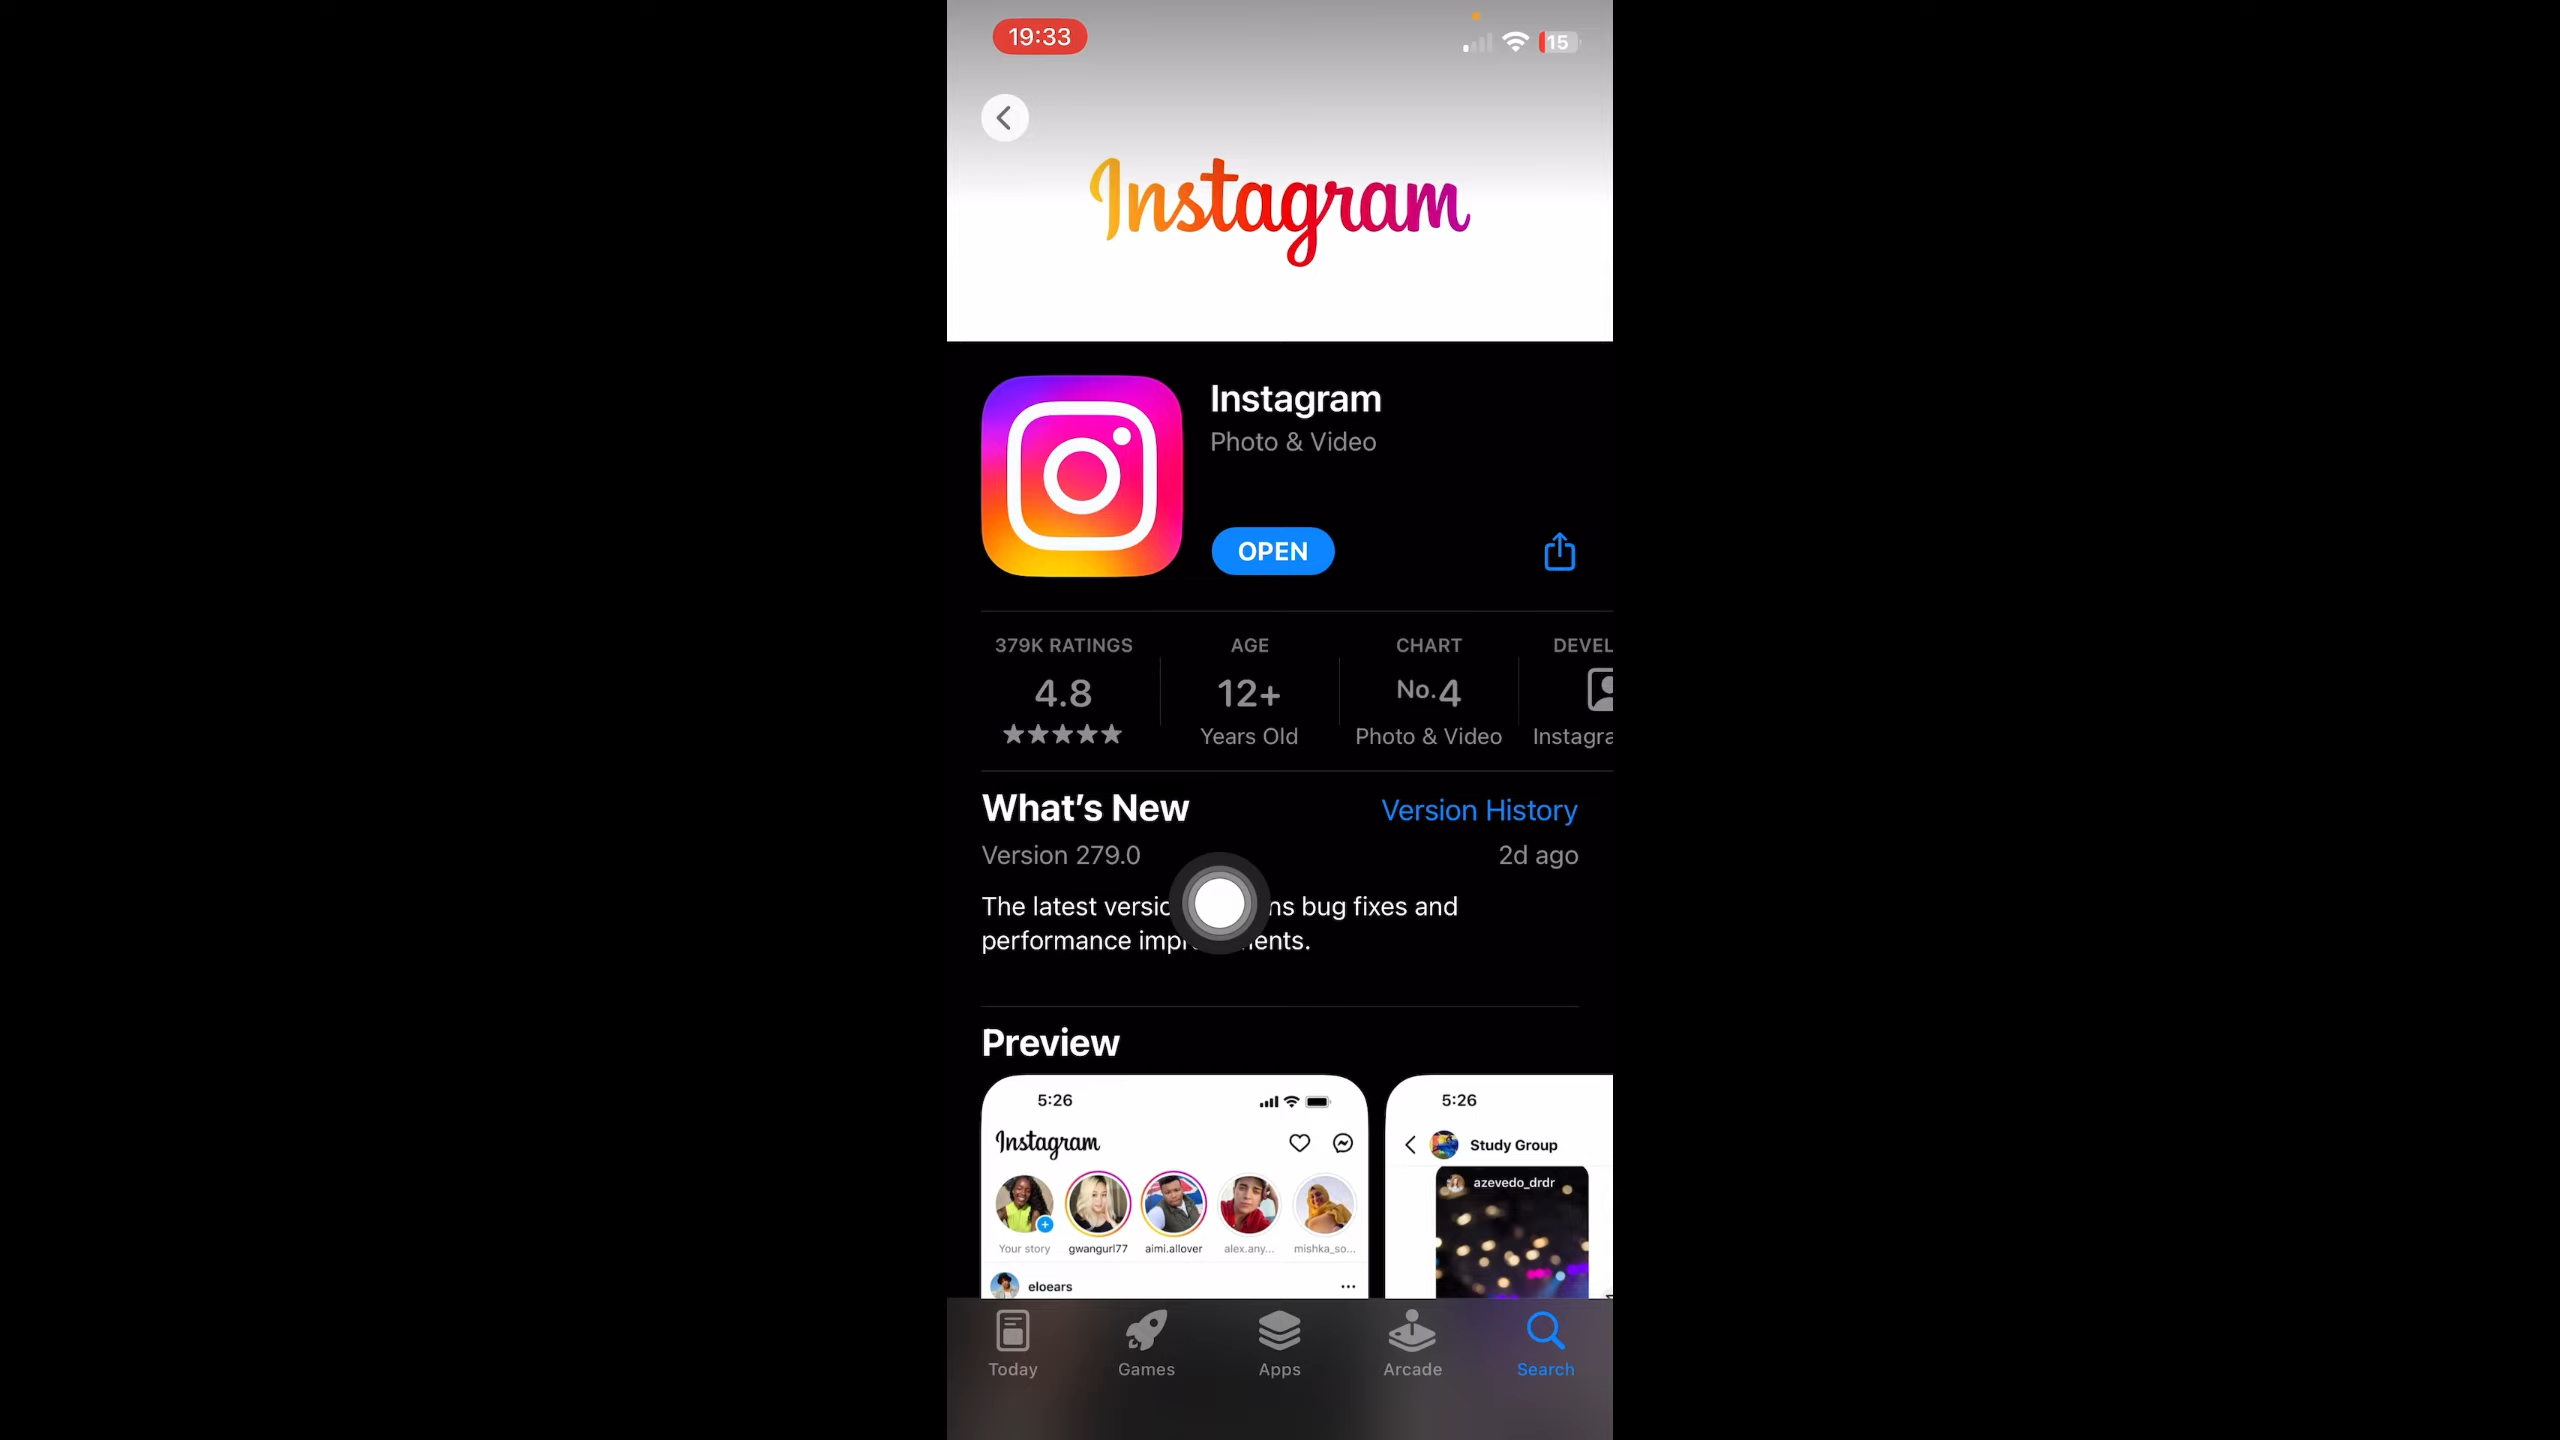 19:33
15
Instagram
Instagram
Photo & Video
OPEN
379K RATINGS
4.8
AGE
12+
Years Old
CHART
No.4
Photo & Video
DEVEL
Instagra
What's New
Version History
Version 279.0
2d ago
The latest versio ns bug fixes and
performance imp ents.
Preview
5:26
Instagram
Your story
gwangurl77
aimi.allover
alex.any...
mishka_so...
eloears
5:26
Study Group
azevedo_drdr
Today
Games
Apps
Arcade
Search